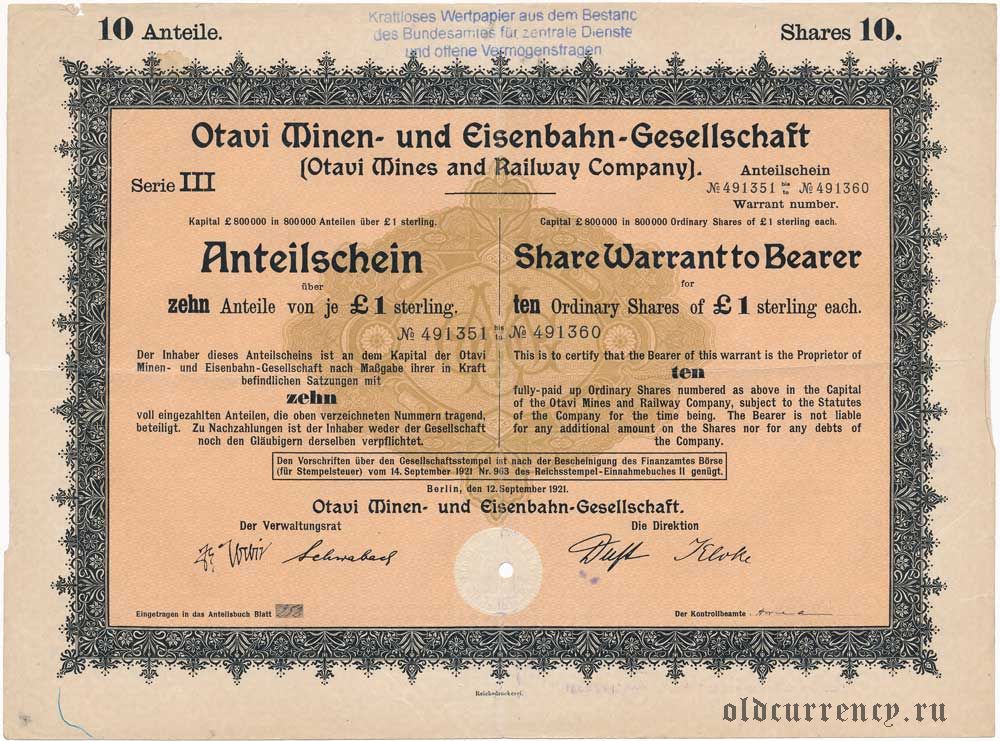 10 Anteile.
Kraftloses Wertpapier aus dem Bestand
des Bundesamtes für zentrale Dienste
und offene Vermögensfragen
Shares 10.
Otavi Minen- und Eisenbahn-Gesellschaft
(Otavi Mines and Railway Company).
Serie III
Anteilschein
№ 491351 bis to № 491360
Warrant number.
Kapital £ 800 000 in 800 000 Anteilen über £ 1 sterling.
Anteilschein
über
zehn Anteile von je £ 1 sterling.
Capital £ 800 000 in 800 000 Ordinary Shares of £ 1 sterling each.
Share Warrant to Bearer
for
ten Ordinary Shares of £ 1 sterling each.
№ 491351 bis to № 491360
Der Inhaber dieses Anteilscheins ist an dem Kapital der Otavi
Minen- und Eisenbahn-Gesellschaft nach Maßgabe ihrer in Kraft
befindlichen Satzungen mit
zehn
voll eingezahlten Anteilen, die oben verzeichneten Nummern tragend,
beteiligt. Zu Nachzahlungen ist der Inhaber weder der Gesellschaft
noch den Gläubigern derselben verpflichtet.
This is to certify that the Bearer of this warrant is the Proprietor of
ten
fully-paid up Ordinary Shares numbered as above in the Capital
of the Otavi Mines and Railway Company, subject to the Statutes
of the Company for the time being. The Bearer is not liable
for any additional amount on the Shares nor for any debts of
the Company.
Den Vorschriften über den Gesellschaftsstempel ist nach der Bescheinigung des Finanzamtes Börse
(für Stempelsteuer) vom 14. September 1921 Nr. 963 des Reichsstempel-Einnahmebuches II genügt.
Berlin, den 12. September 1921.
Otavi Minen- und Eisenbahn-Gesellschaft.
Der Verwaltungsrat
Die Direktion
Schwabach
Eingetragen in das Anteilsbuch Blatt
Der Kontrollbeamte
Reichsdruckerei.
oldcurrency.ru